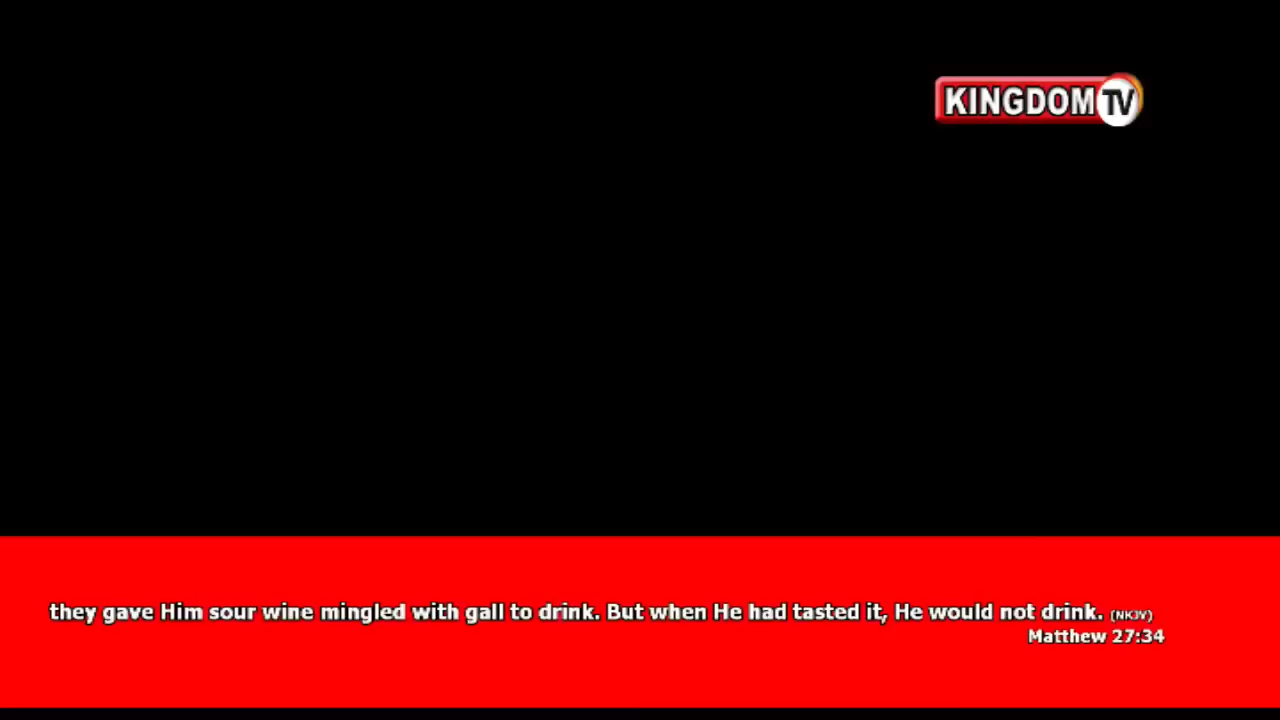 KINGDOM TV
they gave Him sour wine mingled with gall to drink. But when He had tasted it, He would not drink. (NKJV)
Matthew 27:34